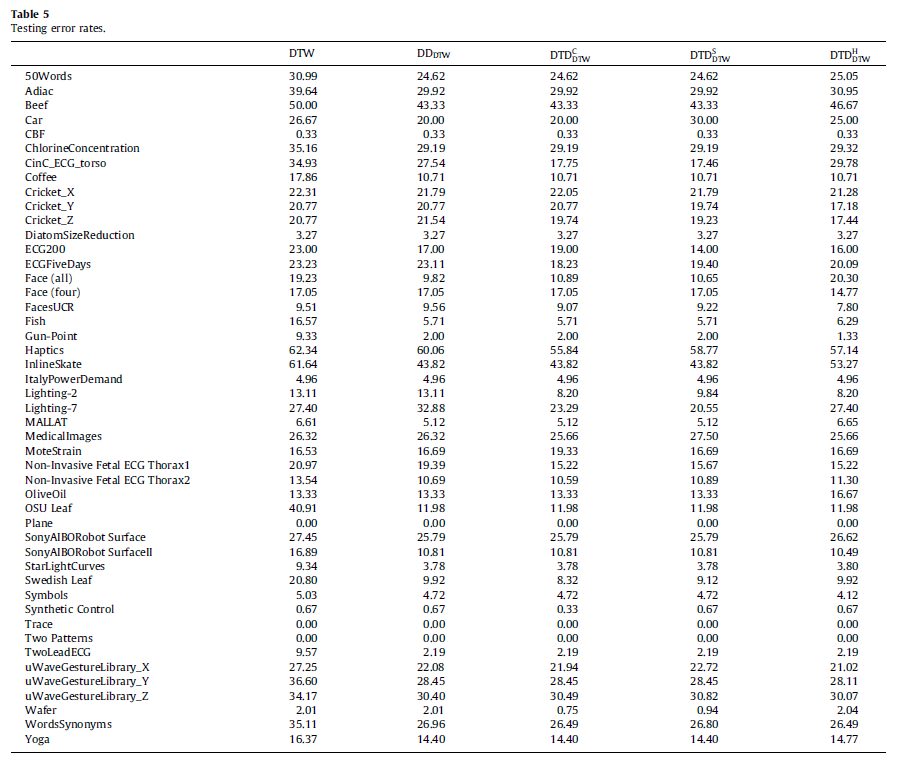 Table 5
Testing error rates.
DTW DD_DTW DTD^C_DTW DTD^S_DTW DTD^H_DTW
50Words 30.99 24.62 24.62 24.62 25.05
Adiac 39.64 29.92 29.92 29.92 30.95
Beef 50.00 43.33 43.33 43.33 46.67
Car 26.67 20.00 20.00 30.00 25.00
CBF 0.33 0.33 0.33 0.33 0.33
ChlorineConcentration 35.16 29.19 29.19 29.19 29.32
CinC_ECG_torso 34.93 27.54 17.75 17.46 29.78
Coffee 17.86 10.71 10.71 10.71 10.71
Cricket_X 22.31 21.79 22.05 21.79 21.28
Cricket_Y 20.77 20.77 20.77 19.74 17.18
Cricket_Z 20.77 21.54 19.74 19.23 17.44
DiatomSizeReduction 3.27 3.27 3.27 3.27 3.27
ECG200 23.00 17.00 19.00 14.00 16.00
ECGFiveDays 23.23 23.11 18.23 19.40 20.09
Face (all) 19.23 9.82 10.89 10.65 20.30
Face (four) 17.05 17.05 17.05 17.05 14.77
FacesUCR 9.51 9.56 9.07 9.22 7.80
Fish 16.57 5.71 5.71 5.71 6.29
Gun-Point 9.33 2.00 2.00 2.00 1.33
Haptics 62.34 60.06 55.84 58.77 57.14
InlineSkate 61.64 43.82 43.82 43.82 53.27
ItalyPowerDemand 4.96 4.96 4.96 4.96 4.96
Lighting-2 13.11 13.11 8.20 9.84 8.20
Lighting-7 27.40 32.88 23.29 20.55 27.40
MALLAT 6.61 5.12 5.12 5.12 6.65
MedicalImages 26.32 26.32 25.66 27.50 25.66
MoteStrain 16.53 16.69 19.33 16.69 16.69
Non-Invasive Fetal ECG Thorax1 20.97 19.39 15.22 15.67 15.22
Non-Invasive Fetal ECG Thorax2 13.54 10.69 10.59 10.89 11.30
OliveOil 13.33 13.33 13.33 13.33 16.67
OSU Leaf 40.91 11.98 11.98 11.98 11.98
Plane 0.00 0.00 0.00 0.00 0.00
SonyAIBORobot Surface 27.45 25.79 25.79 25.79 26.62
SonyAIBORobot SurfaceII 16.89 10.81 10.81 10.81 10.49
StarLightCurves 9.34 3.78 3.78 3.78 3.80
Swedish Leaf 20.80 9.92 8.32 9.12 9.92
Symbols 5.03 4.72 4.72 4.72 4.12
Synthetic Control 0.67 0.67 0.33 0.67 0.67
Trace 0.00 0.00 0.00 0.00 0.00
Two Patterns 0.00 0.00 0.00 0.00 0.00
TwoLeadECG 9.57 2.19 2.19 2.19 2.19
uWaveGestureLibrary_X 27.25 22.08 21.94 22.72 21.02
uWaveGestureLibrary_Y 36.60 28.45 28.45 28.45 28.11
uWaveGestureLibrary_Z 34.17 30.40 30.49 30.82 30.07
Wafer 2.01 2.01 0.75 0.94 2.04
WordsSynonyms 35.11 26.96 26.49 26.80 26.49
Yoga 16.37 14.40 14.40 14.40 14.77